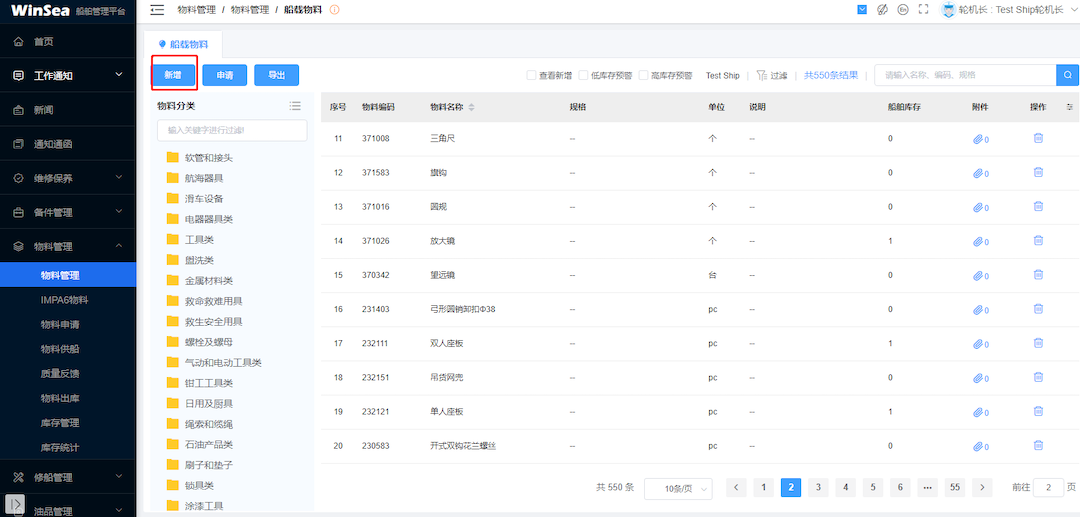 WinSea 船舶管理平台
物料管理 / 物料管理 / 船载物料
轮机长 : Test Ship轮机长
首页
工作通知
新闻
通知通函
维修保养
备件管理
物料管理
物料管理
IMPA6物料
物料申请
物料供船
质量反馈
物料出库
库存管理
库存统计
修船管理
油品管理
船载物料
新增 申请 导出
查看新增 低库存预警 高库存预警 Test Ship 过滤 共550条结果 请输入名称、编码、规格
物料分类
输入关键字进行过滤!
软管和接头
航海器具
滑车设备
电器器具类
工具类
盥洗类
金属材料类
救命救难用具
救生安全用具
螺栓及螺母
气动和电动工具类
钳工工具类
日用及厨具
绳索和缆绳
石油产品类
刷子和垫子
锁具类
涂漆工具
序号 物料编码 物料名称 规格 单位 说明 船舶库存 附件 操作
11 371008 三角尺 -- 个 -- 0 0
12 371583 旗钩 -- 个 -- 0 0
13 371016 圆规 -- 个 -- 0 0
14 371026 放大镜 -- 个 -- 1 0
15 370342 望远镜 -- 台 -- 0 0
16 231403 弓形圆销卸扣Φ38 -- pc -- 0 0
17 232111 双人座板 -- pc -- 1 0
18 232151 吊货网兜 -- pc -- 0 0
19 232121 单人座板 -- pc -- 1 0
20 230583 开式双钩花兰螺丝 -- pc -- 0 0
共 550 条 10条/页 1 2 3 4 5 6 ••• 55 前往 2 页